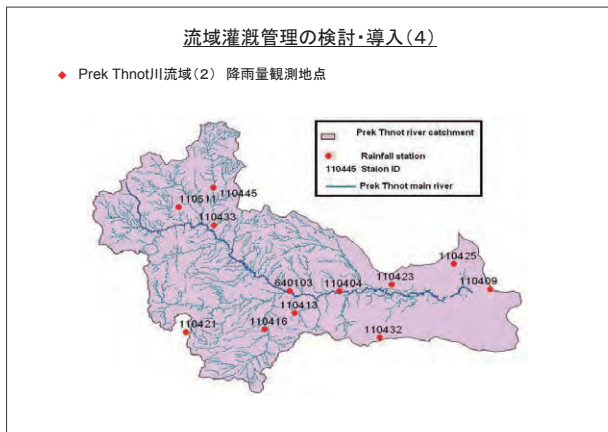 流域灌漑管理の検討・導入(4)
◆ Prek Thnot川流域(2) 降雨量観測地点
Prek Thnot river catchment
Rainfall station
110445 Staion ID
Prek Thnot main river
110445
110511
110433
110425
640103
110404
110423
110409
110413
110421
110416
110432